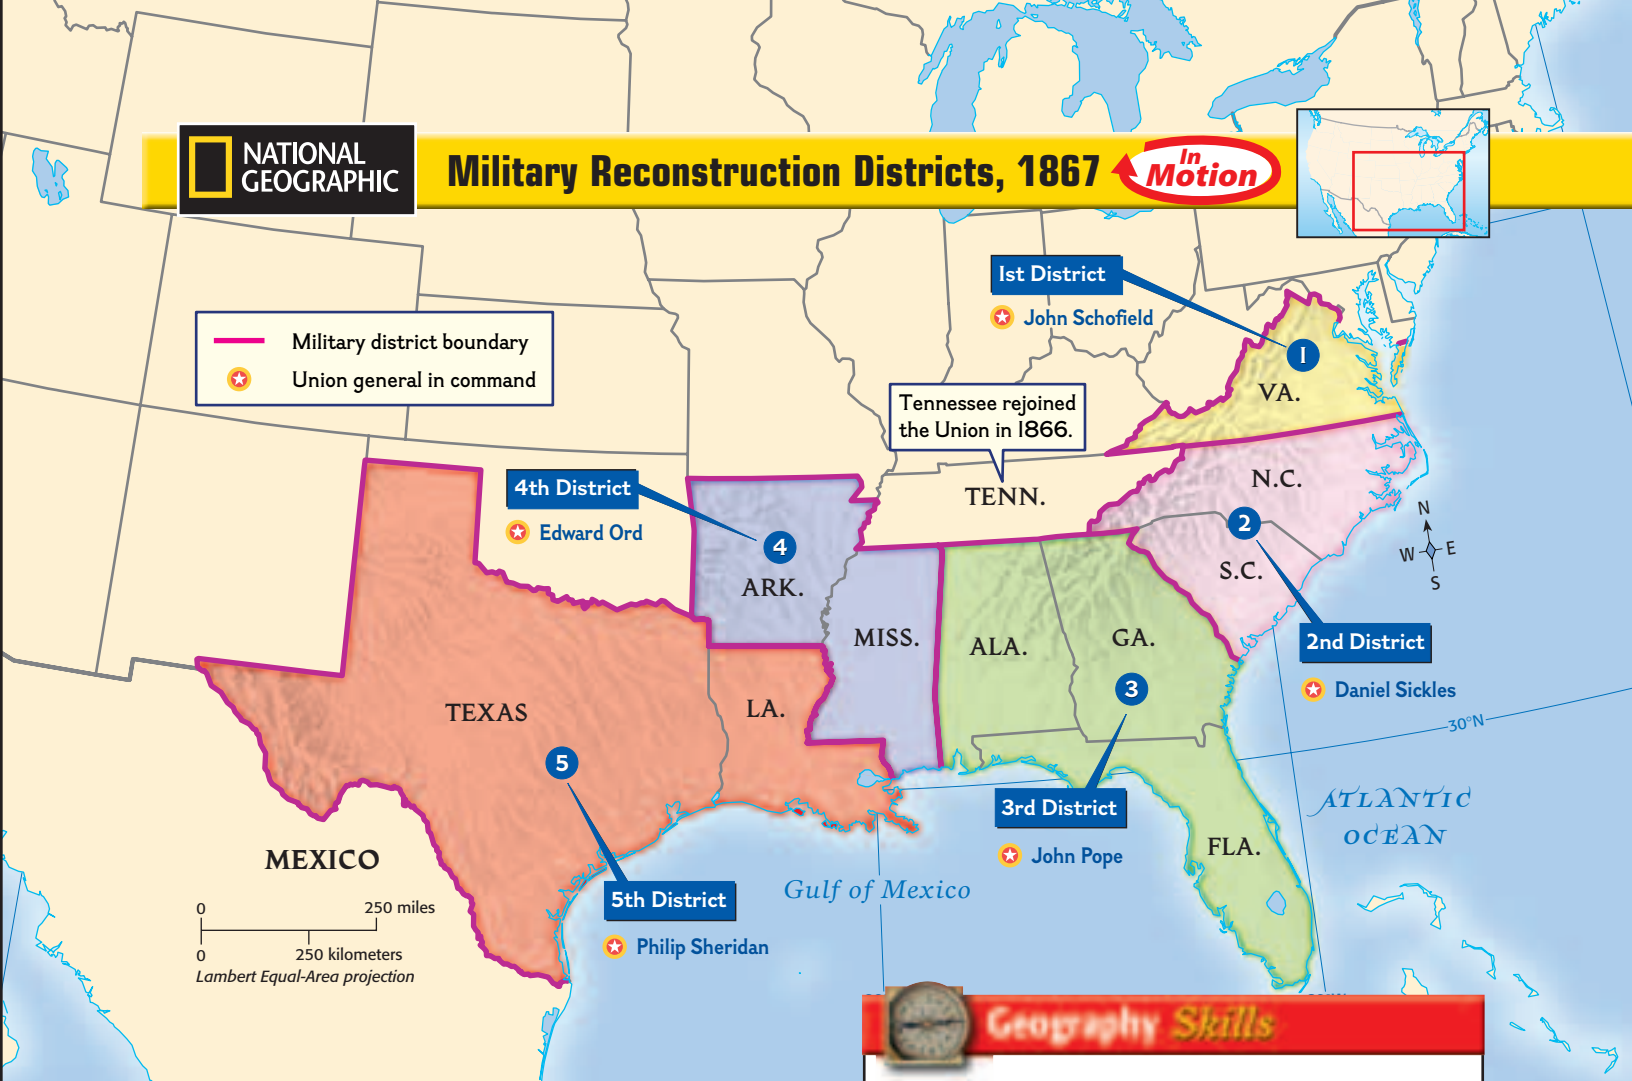 NATIONAL
GEOGRAPHIC
Military Reconstruction Districts, 1867
In
Motion
Military district boundary
Union general in command
1st District
John Schofield
1
VA.
Tennessee rejoined
the Union in 1866.
TENN.
N.C.
2
S.C.
2nd District
Daniel Sickles
N
W
E
S
4th District
Edward Ord
4
ARK.
MISS.
ALA.
GA.
3
3rd District
John Pope
FLA.
TEXAS
LA.
5
5th District
Philip Sheridan
MEXICO
Gulf of Mexico
30°N
ATLANTIC
OCEAN
0
250 miles
0
250 kilometers
Lambert Equal-Area projection
Geography Skills